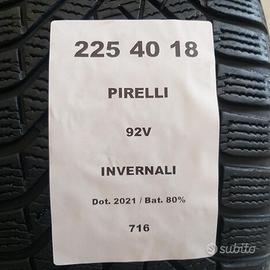 225 40 18
PIRELLI
92V
INVERNALI
Dot. 2021 / Bat. 80%
716
subito